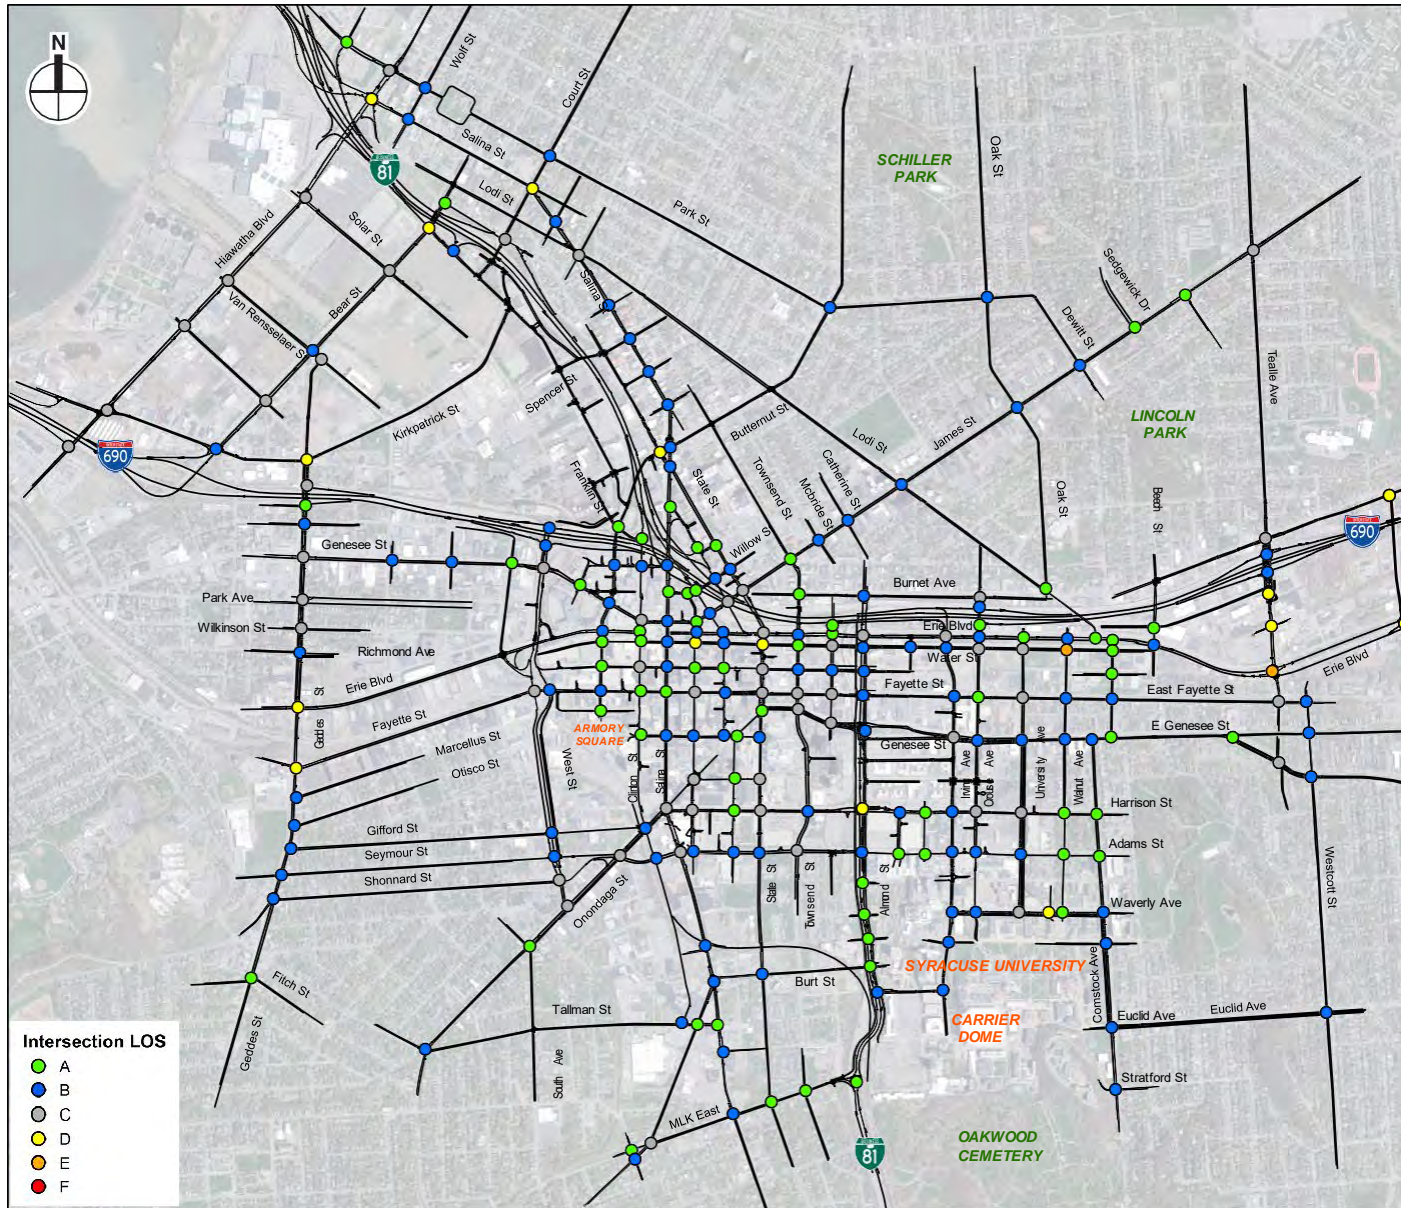 N
Wolf St
Court St
Salina St
81
Lodi St
SCHILLER
PARK
Oak St
Park St
Hiawatha Blvd
Solar St
Sedgewick Dr
Salina S
Bear St
Van Rensselaer S
Dewitt St
Tealle Ave
Spencer St
Kirkpatrick St
Butternut St
LINCOLN
PARK
James St
Lodi St
690
Franklin St
State St
Townsend St
Catherine St
Mcbride St
Oak St
Beech St
690
Genesee St
Willow S
Burnet Ave
Park Ave
Wilkinson St
Erie Blvd
Richmond Ave
Water St
Erie Blvd
Erie Blvd
Fayette St
East Fayette St
Geddes St
Fayette St
ARMORY
SQUARE
Marcellus St
E Genesee St
Genesee St
Otisco St
West St
Clinton St
Salina St
Irving Ave
Ostrom Ave
University Ave
Walnut Ave
Harrison St
Gifford St
Adams St
Seymour St
Shonnard St
State St
Townsend St
Almond St
Westcott St
Onondaga St
Waverly Ave
SYRACUSE UNIVERSITY
Fitch St
Burt St
Comstock Ave
Tallman St
CARRIER
DOME
Euclid Ave
Euclid Ave
Geddes St
South Ave
Stratford St
MLK East
OAKWOOD
CEMETERY
81
Intersection LOS
A
B
C
D
E
F